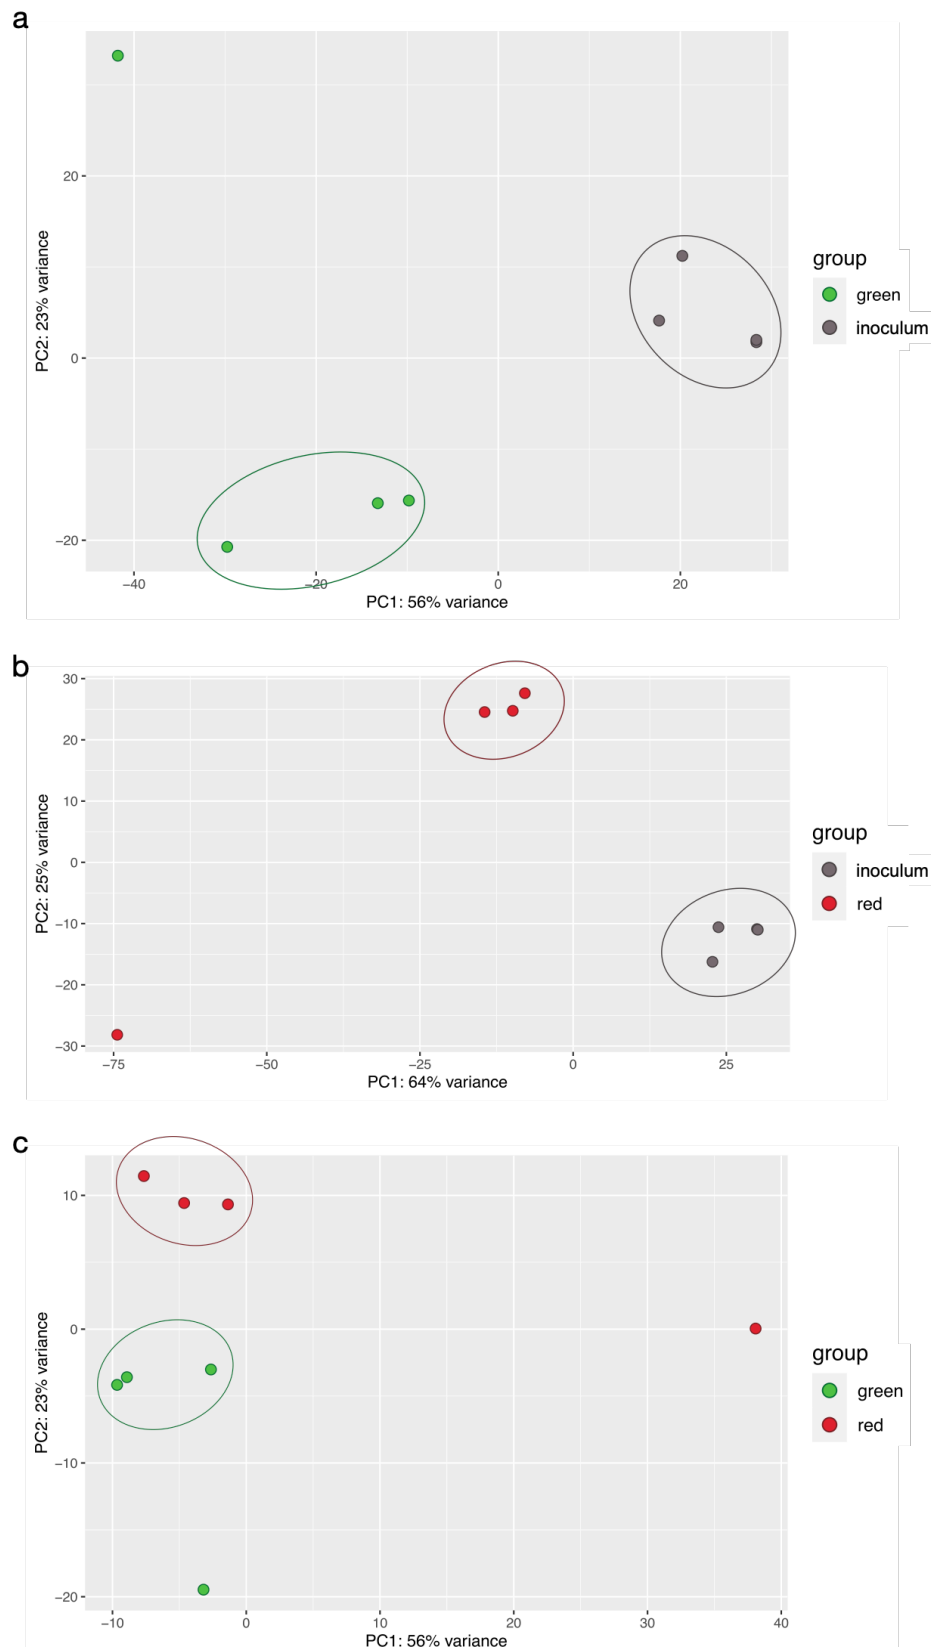 a
20
0
−20
PC2: 23% variance
−40
−20
0
20
PC1: 56% variance
group
green
inoculum
b
30
20
10
0
−10
−20
−30
PC2: 25% variance
−75
−50
−25
0
25
PC1: 64% variance
group
inoculum
red
c
10
0
−10
−20
PC2: 23% variance
−10
0
10
20
30
40
PC1: 56% variance
group
green
red